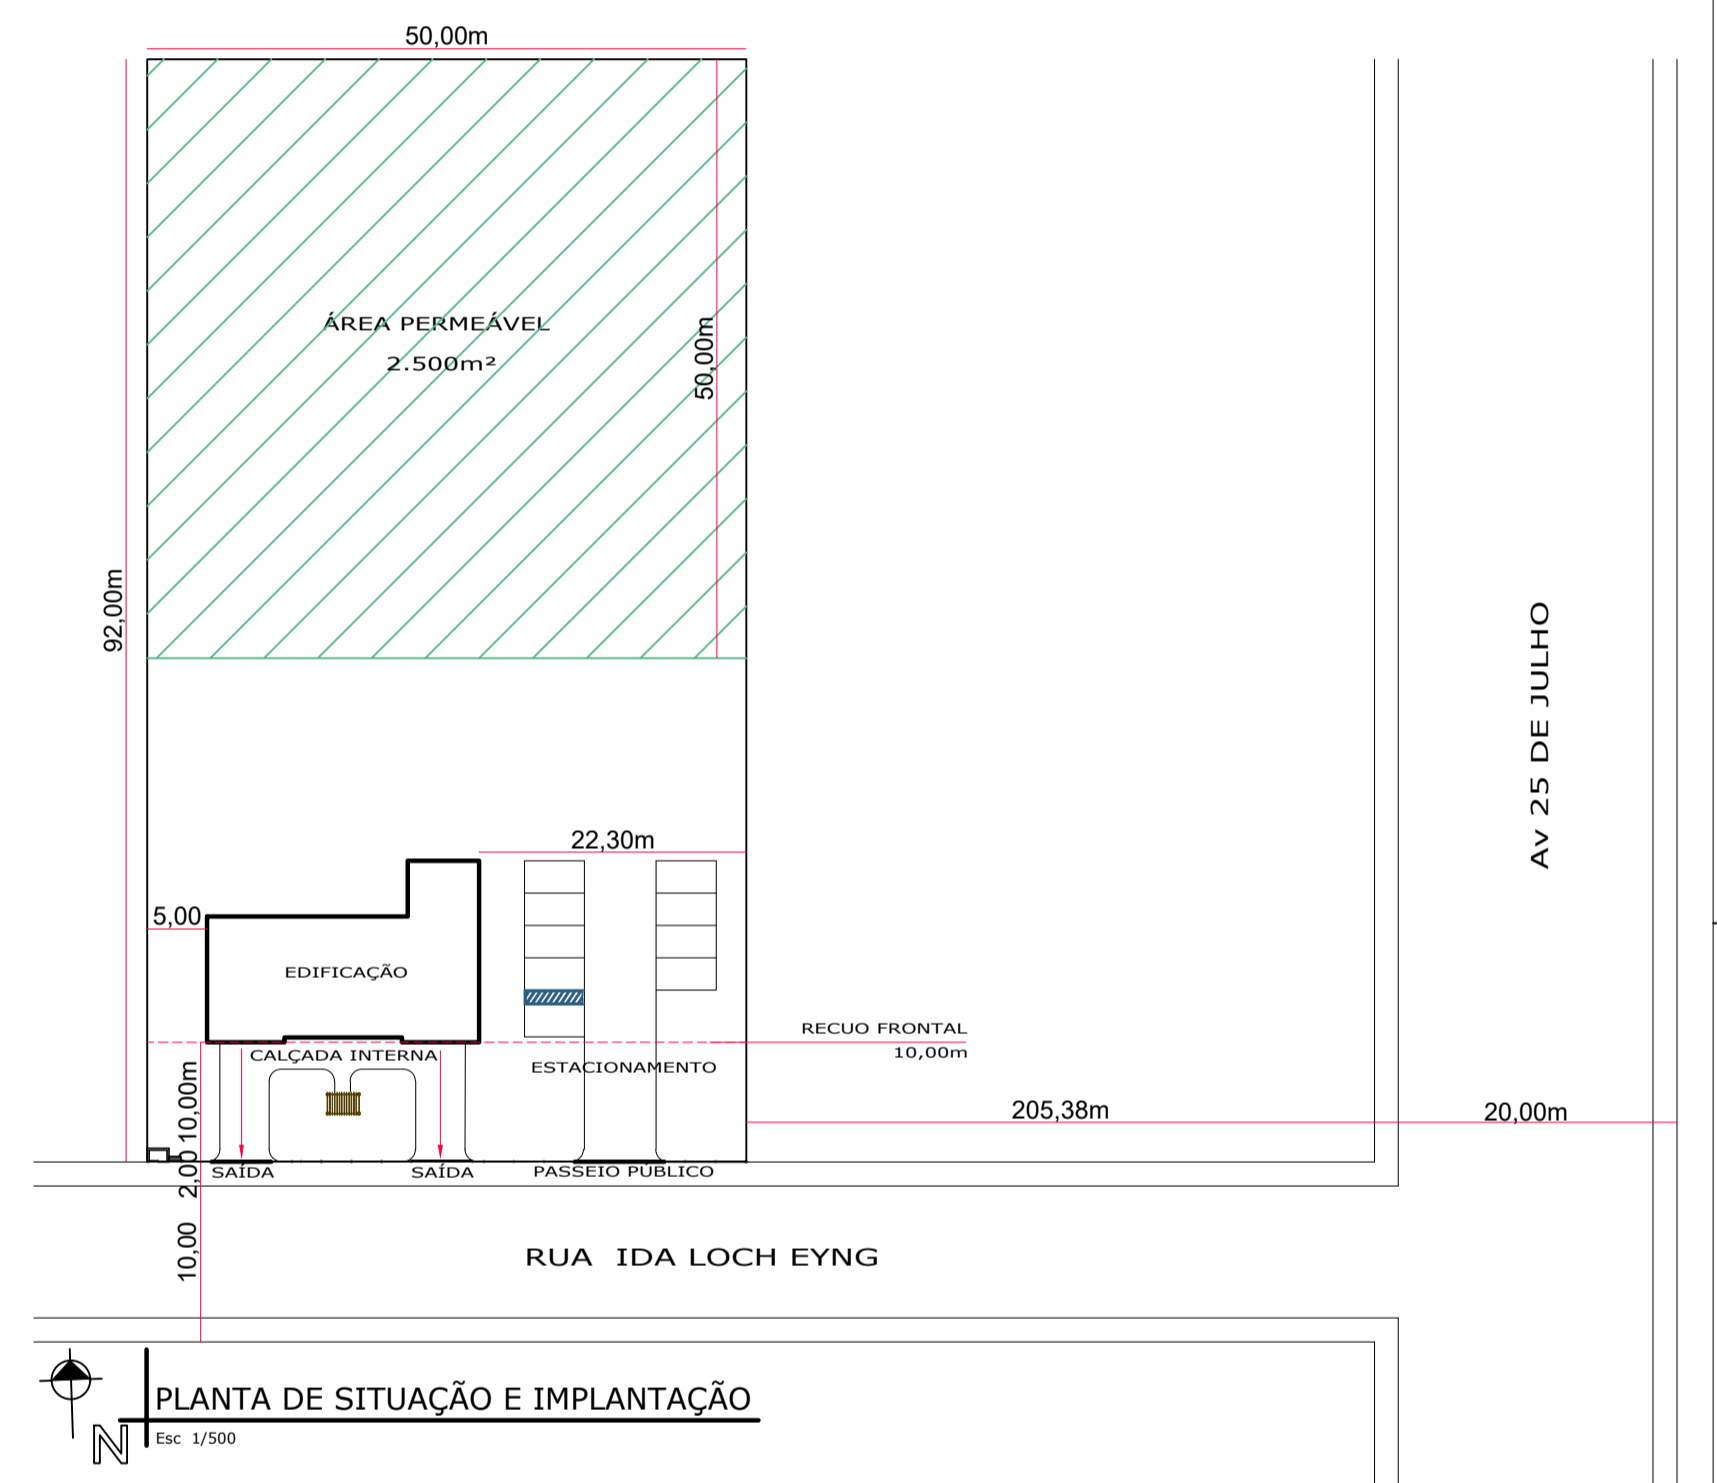 50,00m
ÁREA PERMEÁVEL
2.500m²
50,00m
92,00m
Av 25 DE JULHO
22,30m
5,00
EDIFICAÇÃO
RECUO FRONTAL
10,00m
CALÇADA INTERNA
ESTACIONAMENTO
10,00m
205,38m
20,00m
2,00
SAÍDA
SAÍDA
PASSEIO PÚBLICO
10,00
RUA IDA LOCH EYNG
PLANTA DE SITUAÇÃO E IMPLANTAÇÃO
Esc 1/500
N